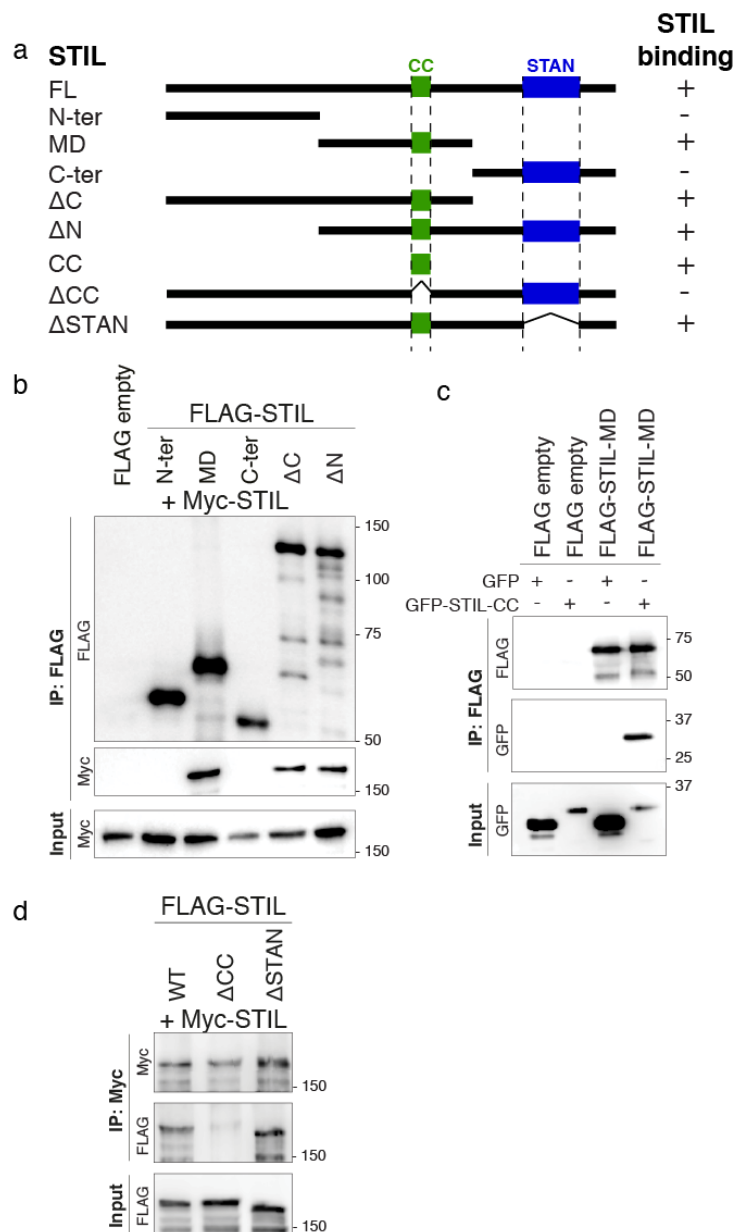 a STIL CC STAN STIL binding
FL +
N-ter -
MD +
C-ter -
ΔC +
ΔN +
CC +
ΔCC -
ΔSTAN +
b
FLAG empty
FLAG-STIL
N-ter MD C-ter ΔC ΔN
+ Myc-STIL
IP: FLAG
FLAG
- 150
- 100
- 75
50
Myc
150
Input
Myc
- 150
c
FLAG empty
FLAG empty
FLAG-STIL-MD
FLAG-STIL-MD
GFP + - + -
GFP-STIL-CC - + - +
IP: FLAG
FLAG
- 75
- 50
GFP
- 37
25
Input
GFP
- 37
d
FLAG-STIL
WT ΔCC ΔSTAN
+ Myc-STIL
IP: Myc
Myc
- 150
FLAG
150
Input
FLAG
- 150